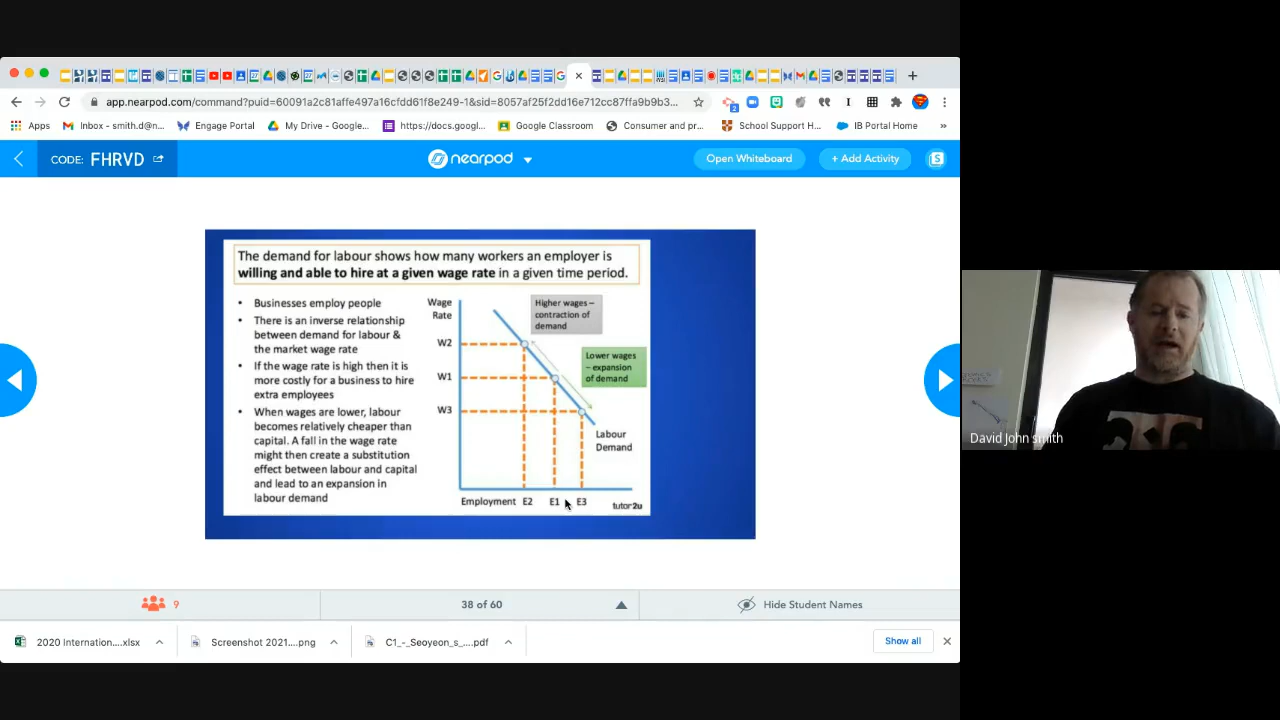 app.nearpod.com/command?puid=60091a2c81affe497a16cfdd61f8e249-1&sid=8057af25f2dd16e712cc87ffa9b9b3...
Apps
Inbox - smith.d@n...
Engage Portal
My Drive - Google...
https://docs.googl...
Google Classroom
Consumer and pr...
School Support H...
IB Portal Home
»
CODE: FHRVD
nearpod
Open Whiteboard
+ Add Activity
The demand for labour shows how many workers an employer is
willing and able to hire at a given wage rate in a given time period.
• Businesses employ people
• There is an inverse relationship
between demand for labour &
the market wage rate
• If the wage rate is high then it is
more costly for a business to hire
extra employees
• When wages are lower, labour
becomes relatively cheaper than
capital. A fall in the wage rate
might then create a substitution
effect between labour and capital
and lead to an expansion in
labour demand
Wage
Rate
W2
W1
W3
Higher wages –
contraction of
demand
Lower wages
– expansion
of demand
Labour
Demand
Employment E2 E1 E3
tutor2u
David John smith
9
38 of 60
Hide Student Names
2020 Internation....xlsx
Screenshot 2021....png
C1_-_Seoyeon_s_....pdf
Show all